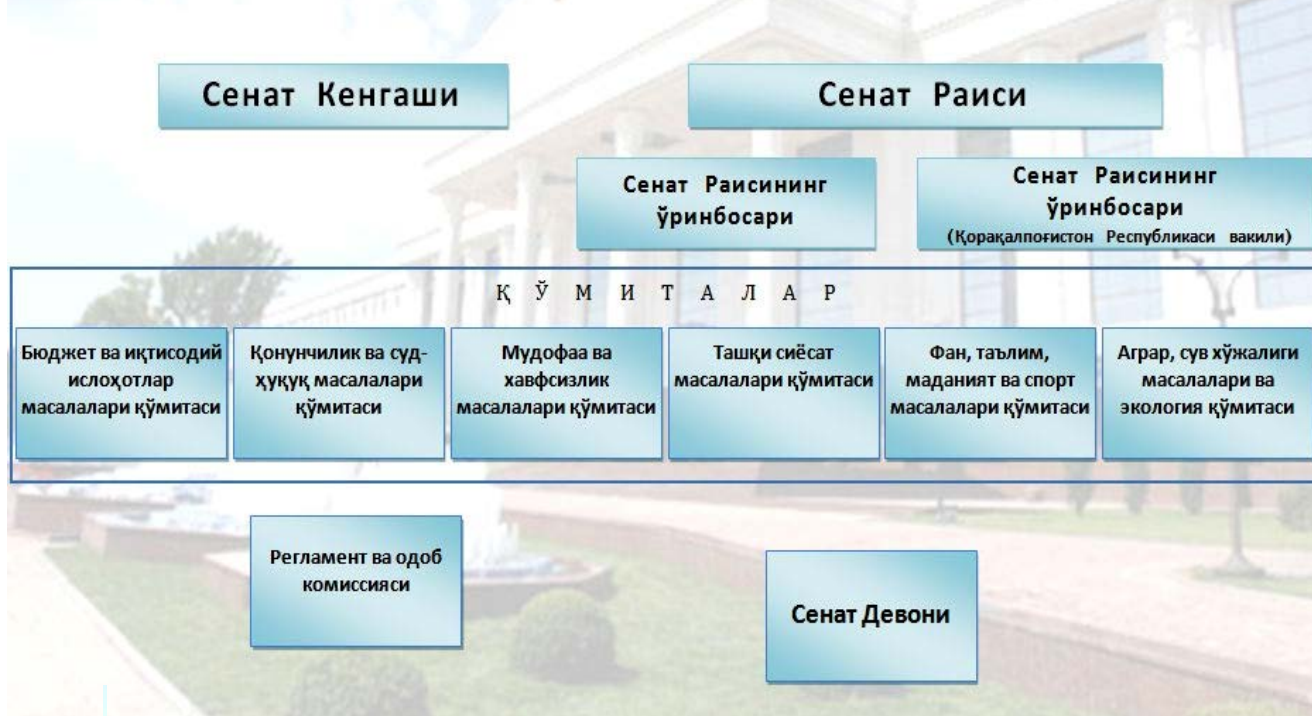 Сенат Кенгаши
Сенат Раиси
Сенат Раисининг
ўринбосари
Сенат Раисининг
ўринбосари
(Қорақалпоғистон Республикаси вакили)
ҚЎМИТАЛАР
Бюджет ва иқтисодий
ислоҳотлар
масалалари қўмитаси
Қонунчилик ва суд-
ҳуқуқ масалалари
қўмитаси
Мудофаа ва
хавфсизлик
масалалари қўмитаси
Ташқи сиёсат
масалалари қўмитаси
Фан, таълим,
маданият ва спорт
масалалари қўмитаси
Аграр, сув хўжалиги
масалалари ва
экология қўмитаси
Регламент ва одоб
комиссияси
Сенат Девони